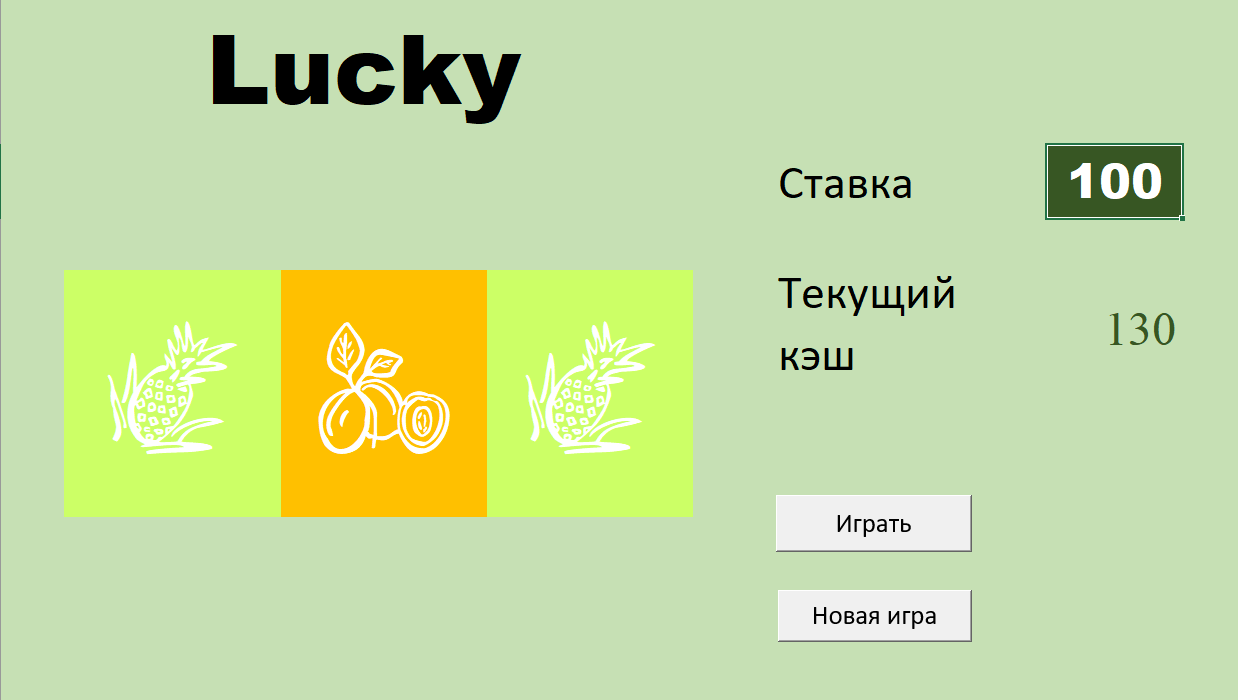 Lucky
Ставка
100
Текущий
кэш
130
Играть
Новая игра